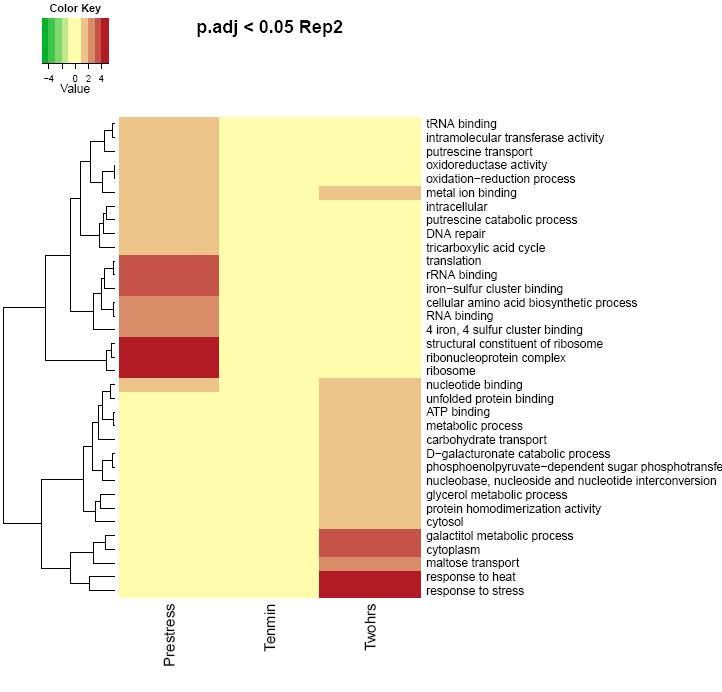 Color Key
p.adj < 0.05 Rep2
−4 0 2 4
Value
tRNA binding
intramolecular transferase activity
putrescine transport
oxidoreductase activity
oxidation−reduction process
metal ion binding
intracellular
putrescine catabolic process
DNA repair
tricarboxylic acid cycle
translation
rRNA binding
iron−sulfur cluster binding
cellular amino acid biosynthetic process
RNA binding
4 iron, 4 sulfur cluster binding
structural constituent of ribosome
ribonucleoprotein complex
ribosome
nucleotide binding
unfolded protein binding
ATP binding
metabolic process
carbohydrate transport
D−galacturonate catabolic process
phosphoenolpyruvate−dependent sugar phosphotransfe
nucleobase, nucleoside and nucleotide interconversion
glycerol metabolic process
protein homodimerization activity
cytosol
galactitol metabolic process
cytoplasm
maltose transport
response to heat
response to stress
Prestress
Tenmin
Twohrs